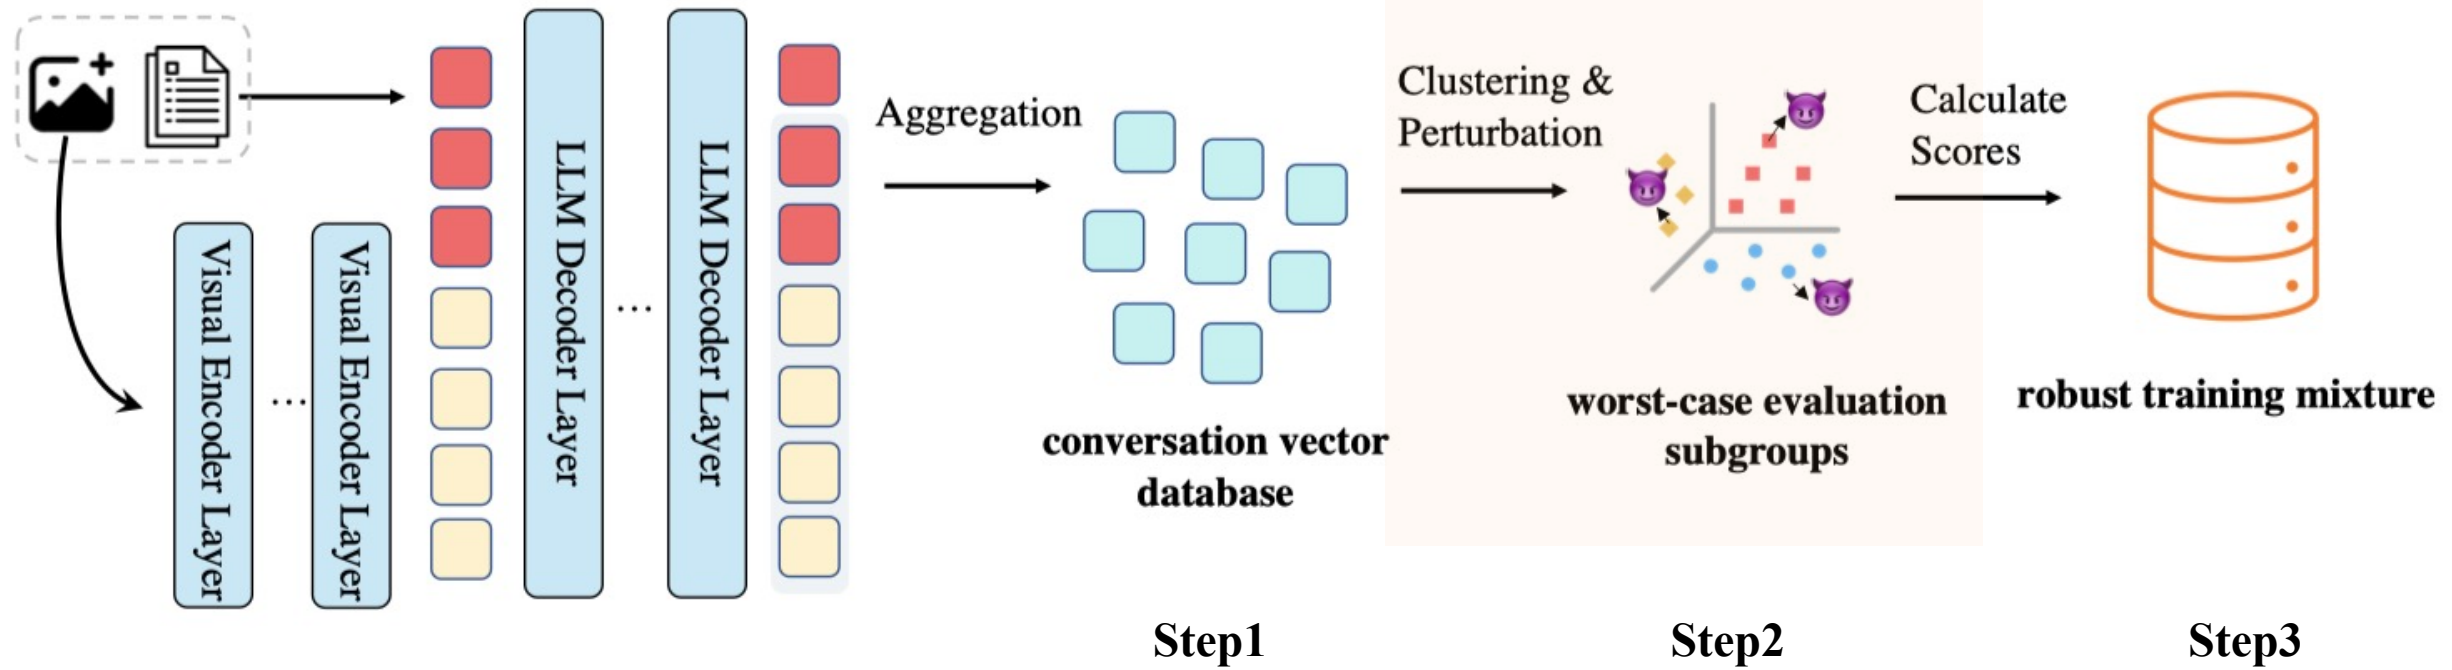 Visual Encoder Layer
...
Visual Encoder Layer
LLM Decoder Layer
...
LLM Decoder Layer
Aggregation
conversation vector
database
Clustering &
Perturbation
worst-case evaluation
subgroups
Calculate
Scores
robust training mixture
Step1
Step2
Step3